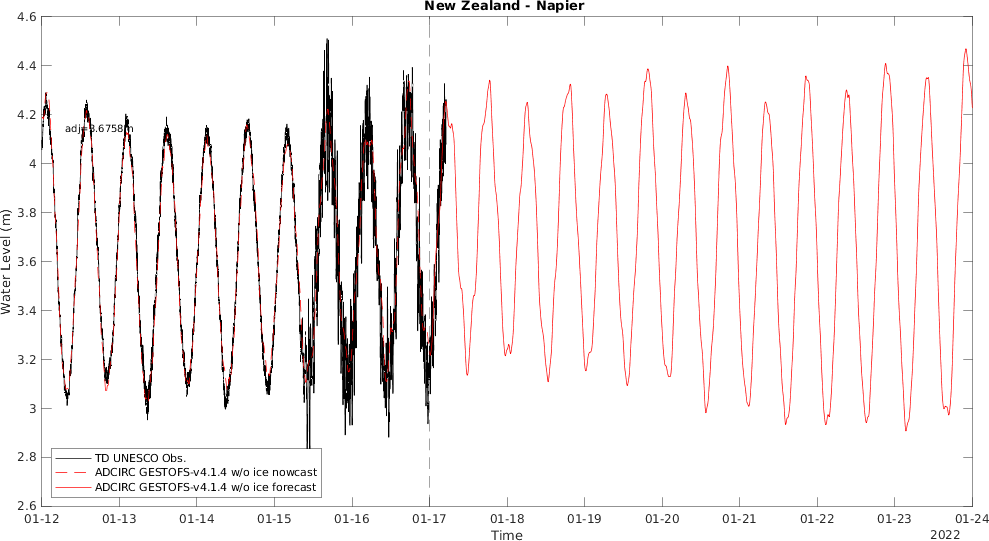 New Zealand - Napier
4.6
4.4
4.2
4
3.8
3.6
3.4
3.2
3
2.8
2.6
Water Level (m)
adj=3.6758m
TD UNESCO Obs.
ADCIRC GESTOFS-v4.1.4 w/o ice nowcast
ADCIRC GESTOFS-v4.1.4 w/o ice forecast
01-12 01-13 01-14 01-15 01-16 01-17 01-18 01-19 01-20 01-21 01-22 01-23 01-24
Time
2022